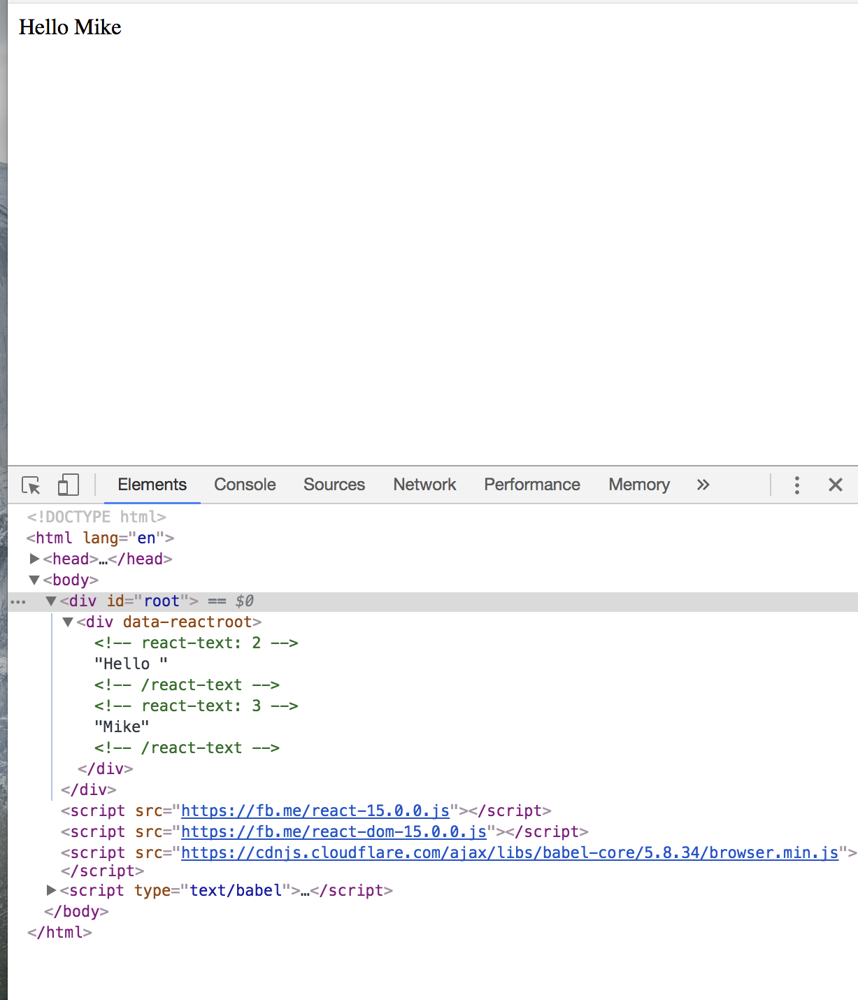 Hello Mike
Elements Console Sources Network Performance Memory »
<!DOCTYPE html>
<html lang="en">
▶<head>…</head>
▼<body>
… ▼<div id="root"> == $0
▼<div data-reactroot>
<!-- react-text: 2 -->
"Hello "
<!-- /react-text -->
<!-- react-text: 3 -->
"Mike"
<!-- /react-text -->
</div>
</div>
<script src="https://fb.me/react-15.0.0.js"></script>
<script src="https://fb.me/react-dom-15.0.0.js"></script>
<script src="https://cdnjs.cloudflare.com/ajax/libs/babel-core/5.8.34/browser.min.js">
</script>
▶<script type="text/babel">…</script>
</body>
</html>